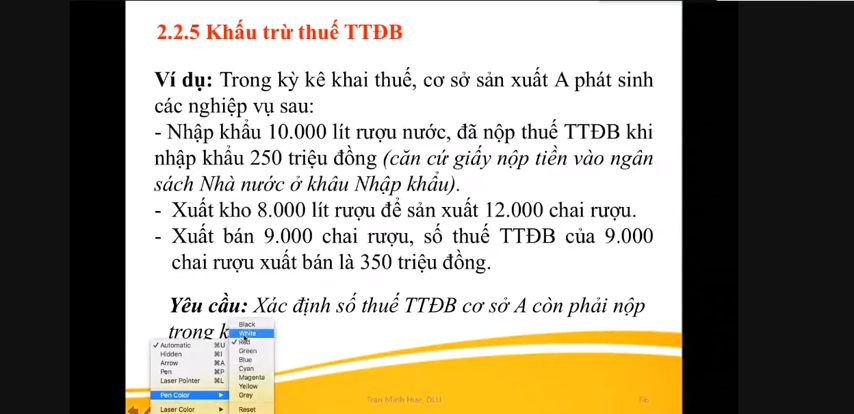 2.2.5 Khấu trừ thuế TTĐB
Ví dụ: Trong kỳ kê khai thuế, cơ sở sản xuất A phát sinh
các nghiệp vụ sau:
- Nhập khẩu 10.000 lít rượu nước, đã nộp thuế TTĐB khi
nhập khẩu 250 triệu đồng (căn cứ giấy nộp tiền vào ngân
sách Nhà nước ở khâu Nhập khẩu).
- Xuất kho 8.000 lít rượu để sản xuất 12.000 chai rượu.
- Xuất bán 9.000 chai rượu, số thuế TTĐB của 9.000
chai rượu xuất bán là 350 triệu đồng.
Yêu cầu: Xác định số thuế TTĐB cơ sở A còn phải nộp
trong k
Black
White
✓ Red
Green
Blue
Cyan
Magenta
Yellow
Gray
Reset
✓ Automatic ⌘U
Hidden ⌘I
Arrow ⌘A
Pen ⌘P
Laser Pointer ⌘L
Pen Color ▶
Laser Color ▶
Tran Minh Hue, DLU